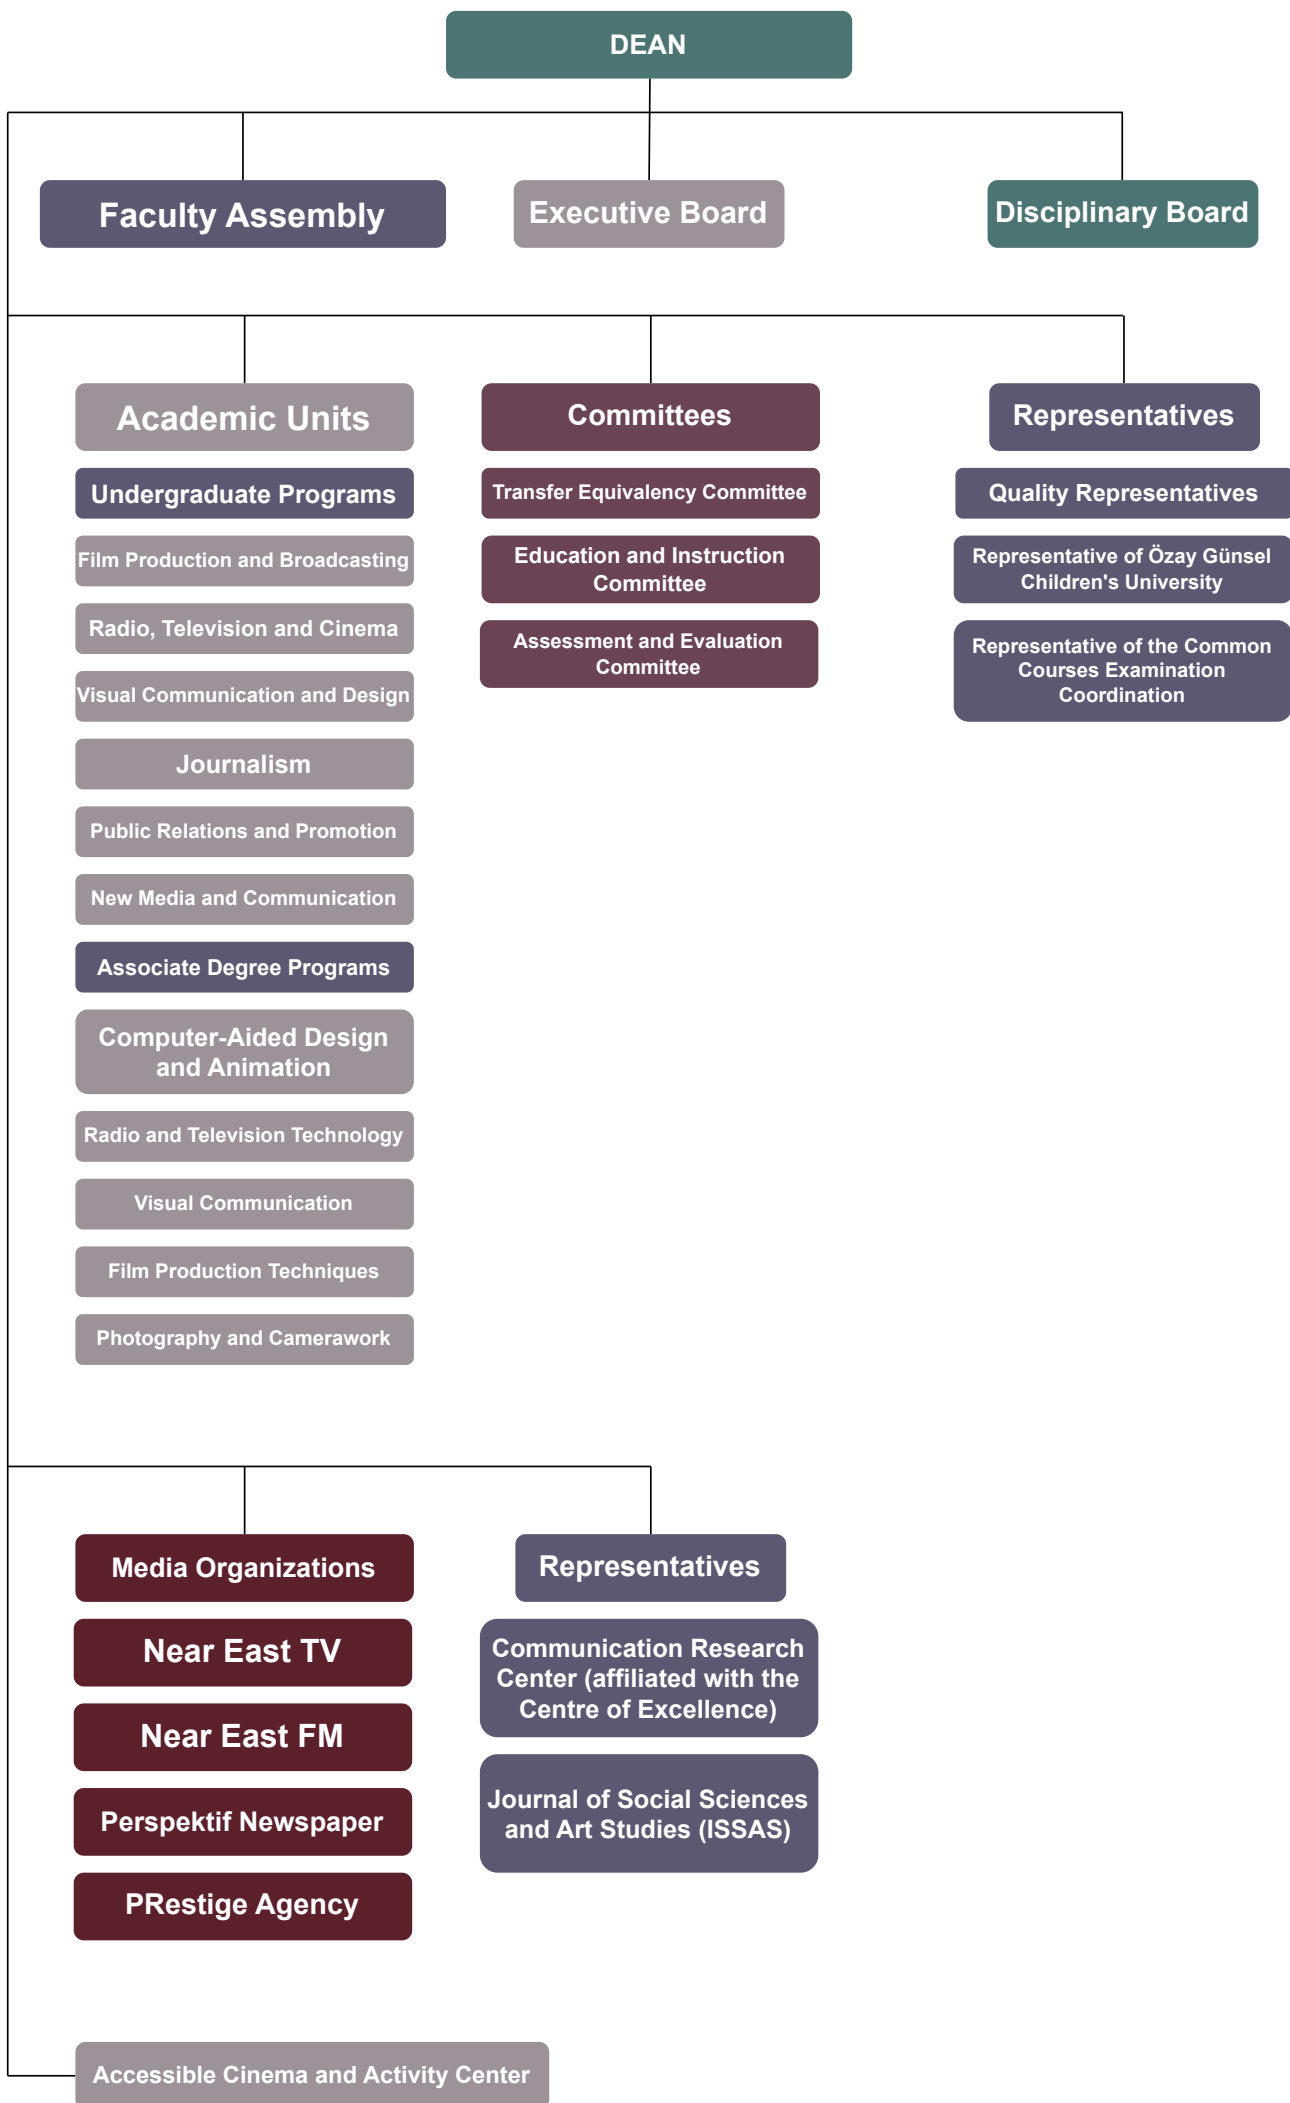 DEAN
Faculty Assembly
Executive Board
Disciplinary Board
Academic Units
Undergraduate Programs
Film Production and Broadcasting
Radio, Television and Cinema
Visual Communication and Design
Journalism
Public Relations and Promotion
New Media and Communication
Associate Degree Programs
Computer-Aided Design
and Animation
Radio and Television Technology
Visual Communication
Film Production Techniques
Photography and Camerawork
Committees
Transfer Equivalency Committee
Education and Instruction
Committee
Assessment and Evaluation
Committee
Representatives
Quality Representatives
Representative of Özay Günsel
Children's University
Representative of the Common
Courses Examination
Coordination
Media Organizations
Near East TV
Near East FM
Perspektif Newspaper
PRestige Agency
Representatives
Communication Research
Center (affiliated with the
Centre of Excellence)
Journal of Social Sciences
and Art Studies (ISSAS)
Accessible Cinema and Activity Center